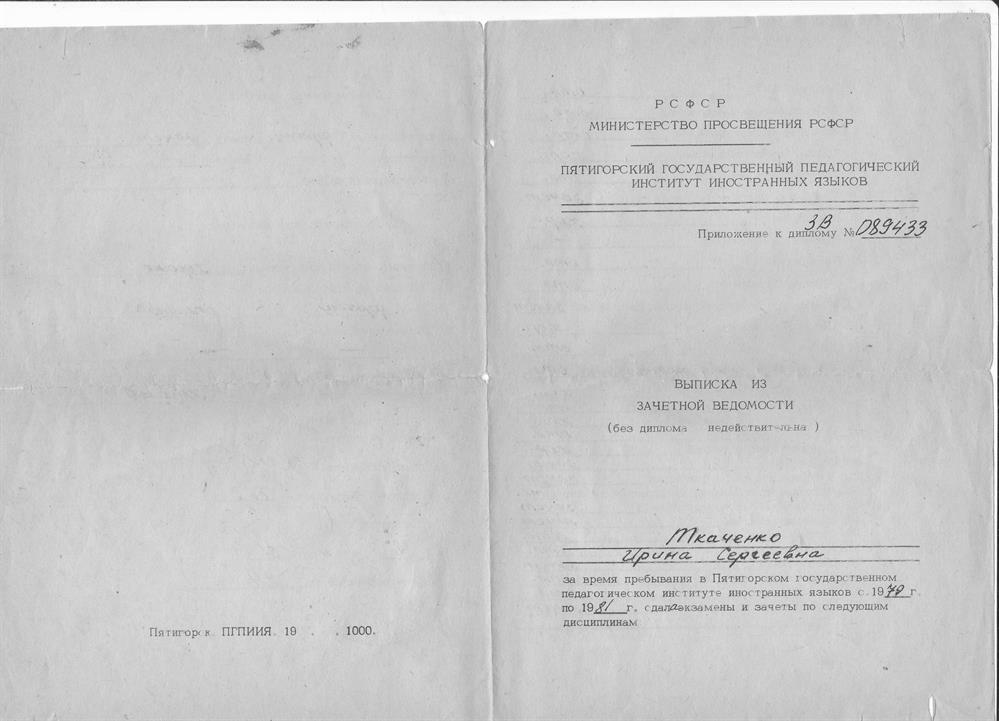 РСФСР
МИНИСТЕРСТВО ПРОСВЕЩЕНИЯ РСФСР
ПЯТИГОРСКИЙ ГОСУДАРСТВЕННЫЙ ПЕДАГОГИЧЕСКИЙ
ИНСТИТУТ ИНОСТРАННЫХ ЯЗЫКОВ
ЗВ
Приложение к диплому № 089433
ВЫПИСКА ИЗ
ЗАЧЕТНОЙ ВЕДОМОСТИ
(без диплома недействительна)
Ткаченко
Ирина Сергеевна
за время пребывания в Пятигорском государственном
педагогическом институте иностранных языков с 19 г.
по 1981 г. сдала экзамены и зачеты по следующим
дисциплинам
Пятигорск. ПГПИИЯ. 19 . . 1000.